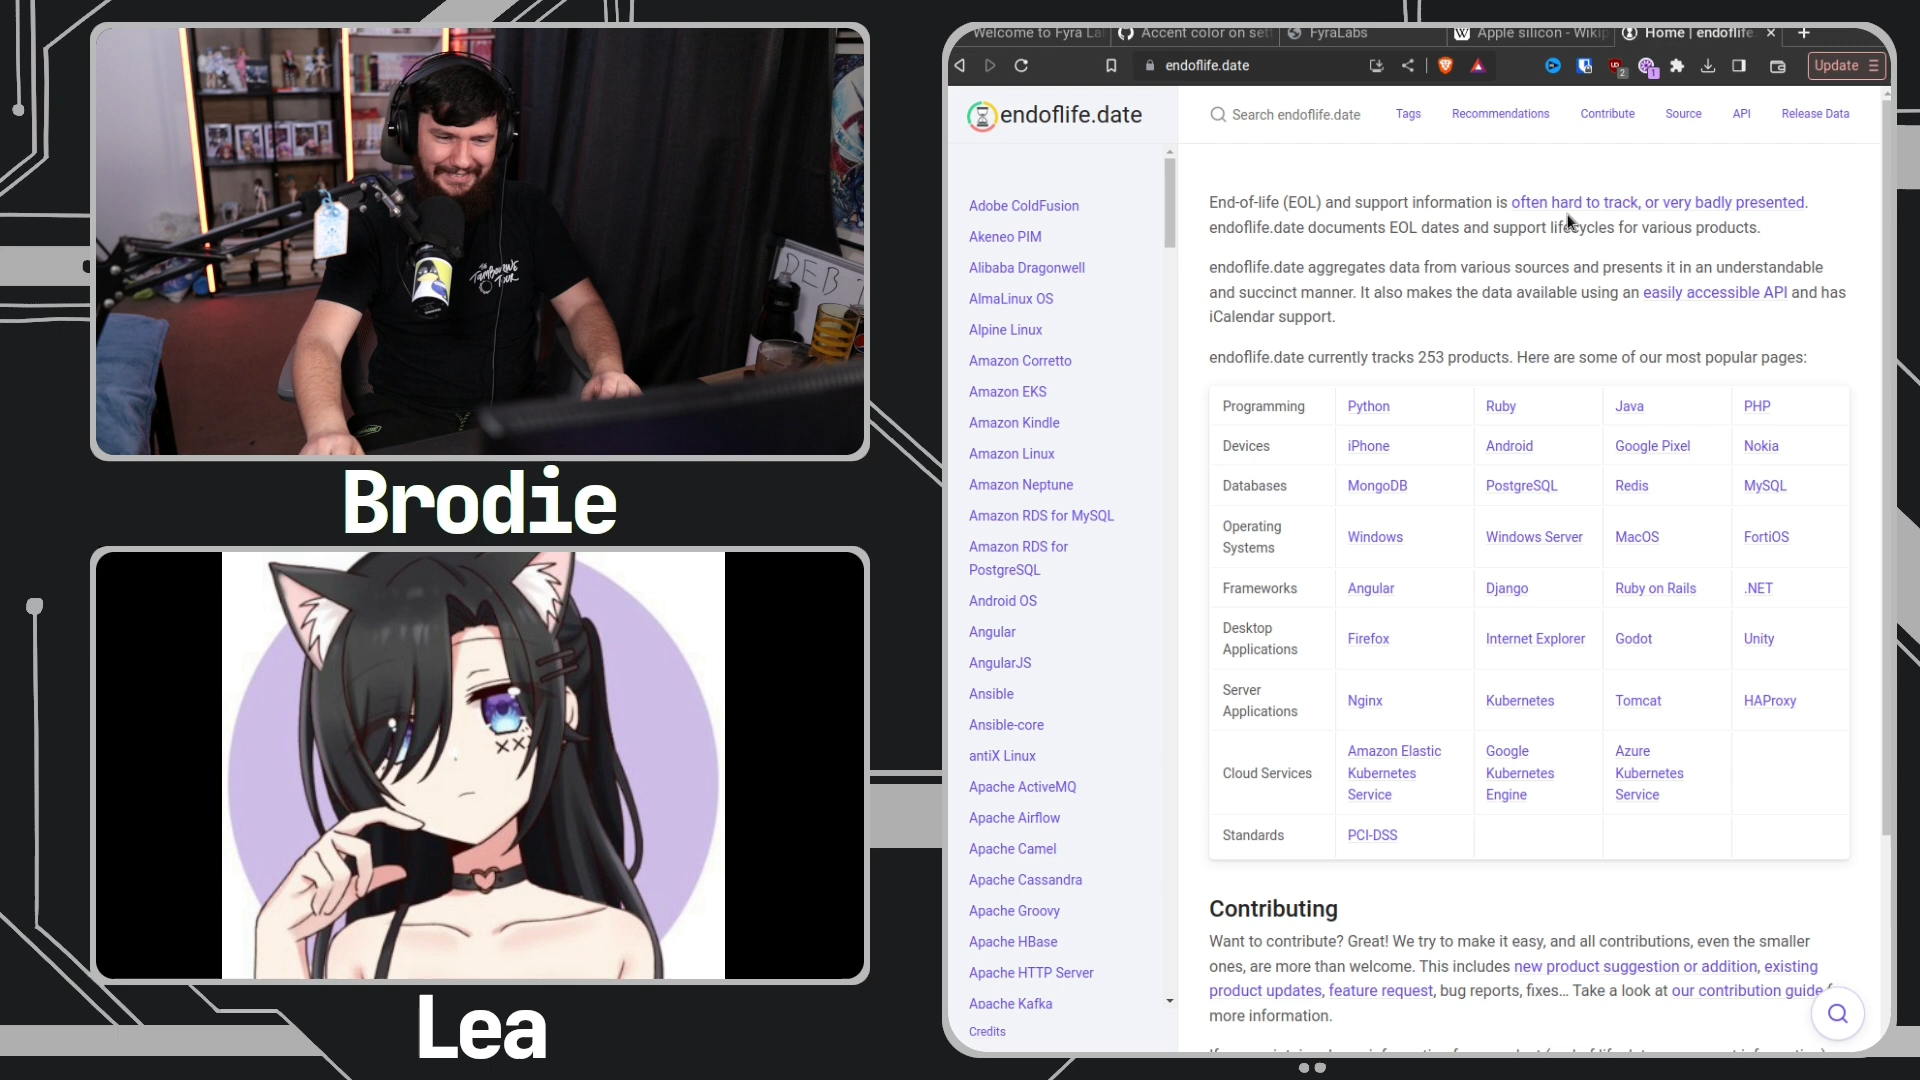 DEB
THE
TambourineS
TXR
Brodie
XX
Lea
Welcome to Fyra La
Accent color on sett
FyraLabs
Apple silicon - Wikip
Home | endoflife.
endoflife.date
2
1
Update
endoflife.date
Search endoflife.date
Tags
Recommendations
Contribute
Source
API
Release Data
Adobe ColdFusion
Akeneo PIM
Alibaba Dragonwell
AlmaLinux OS
Alpine Linux
Amazon Corretto
Amazon EKS
Amazon Kindle
Amazon Linux
Amazon Neptune
Amazon RDS for MySQL
Amazon RDS for
PostgreSQL
Android OS
Angular
AngularJS
Ansible
Ansible-core
antiX Linux
Apache ActiveMQ
Apache Airflow
Apache Camel
Apache Cassandra
Apache Groovy
Apache HBase
Apache HTTP Server
Apache Kafka
Credits
End-of-life (EOL) and support information is often hard to track, or very badly presented.
endoflife.date documents EOL dates and support lifecycles for various products.
endoflife.date aggregates data from various sources and presents it in an understandable
and succinct manner. It also makes the data available using an easily accessible API and has
iCalendar support.
endoflife.date currently tracks 253 products. Here are some of our most popular pages:
Programming Python Ruby Java PHP
Devices iPhone Android Google Pixel Nokia
Databases MongoDB PostgreSQL Redis MySQL
Operating
Systems
Windows Windows Server MacOS FortiOS
Frameworks Angular Django Ruby on Rails .NET
Desktop
Applications
Firefox Internet Explorer Godot Unity
Server
Applications
Nginx Kubernetes Tomcat HAProxy
Cloud Services
Amazon Elastic
Kubernetes
Service
Google
Kubernetes
Engine
Azure
Kubernetes
Service
Standards PCI-DSS
Contributing
Want to contribute? Great! We try to make it easy, and all contributions, even the smaller
ones, are more than welcome. This includes new product suggestion or addition, existing
product updates, feature request, bug reports, fixes... Take a look at our contribution guide f
more information.